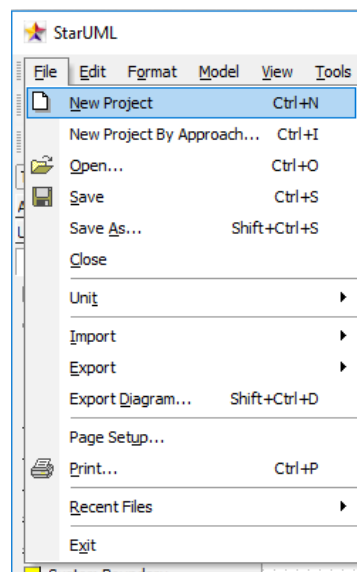 StarUML
File Edit Format Model View Tools
New Project Ctrl+N
New Project By Approach... Ctrl+I
Open... Ctrl+O
Save Ctrl+S
Save As... Shift+Ctrl+S
Close
Unit
Import
Export
Export Diagram... Shift+Ctrl+D
Page Setup...
Print... Ctrl+P
Recent Files
Exit